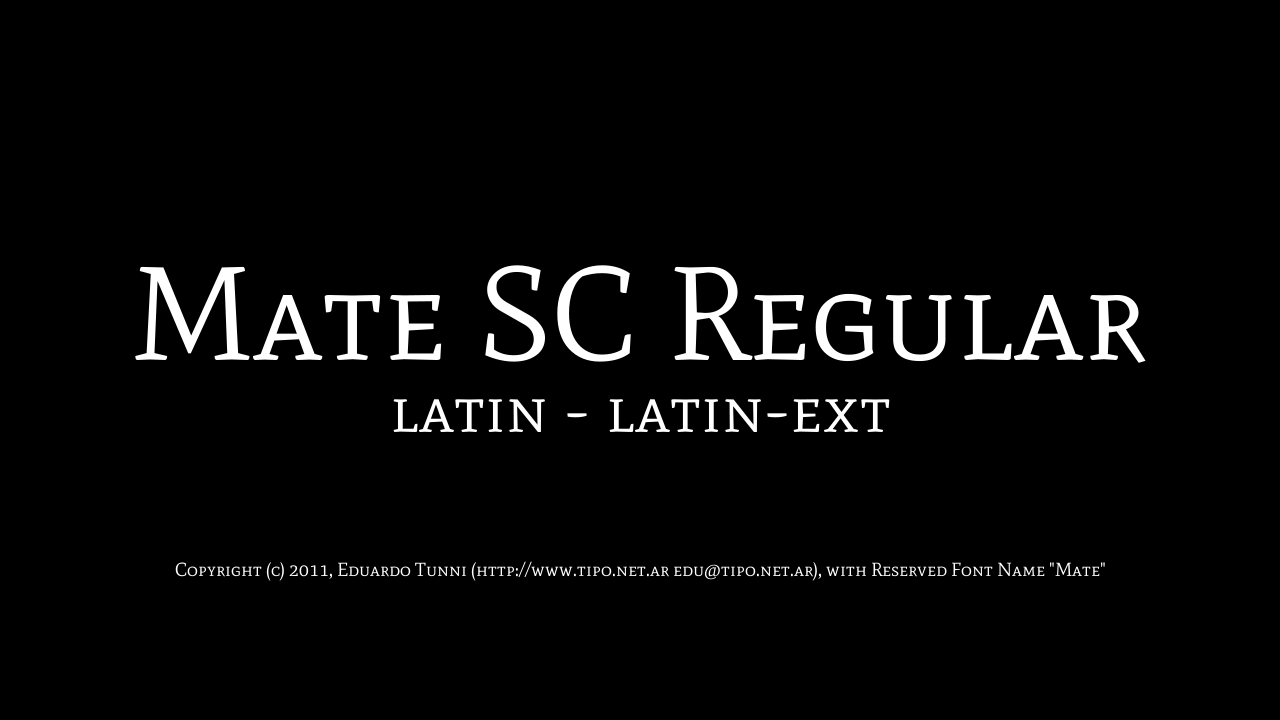 Mate SC Regular
latin - latin-ext
Copyright (c) 2011, Eduardo Tunni (http://www.tipo.net.ar edu@tipo.net.ar), with Reserved Font Name "Mate"